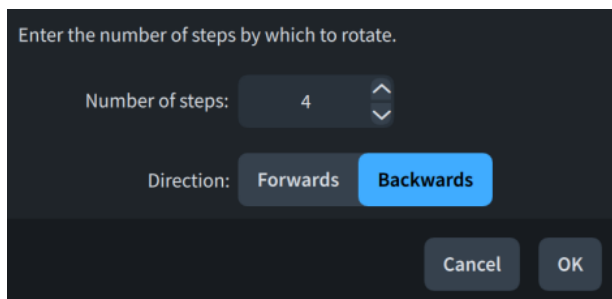 Enter the number of steps by which to rotate.
Number of steps: 4
Direction: Forwards Backwards
Cancel OK